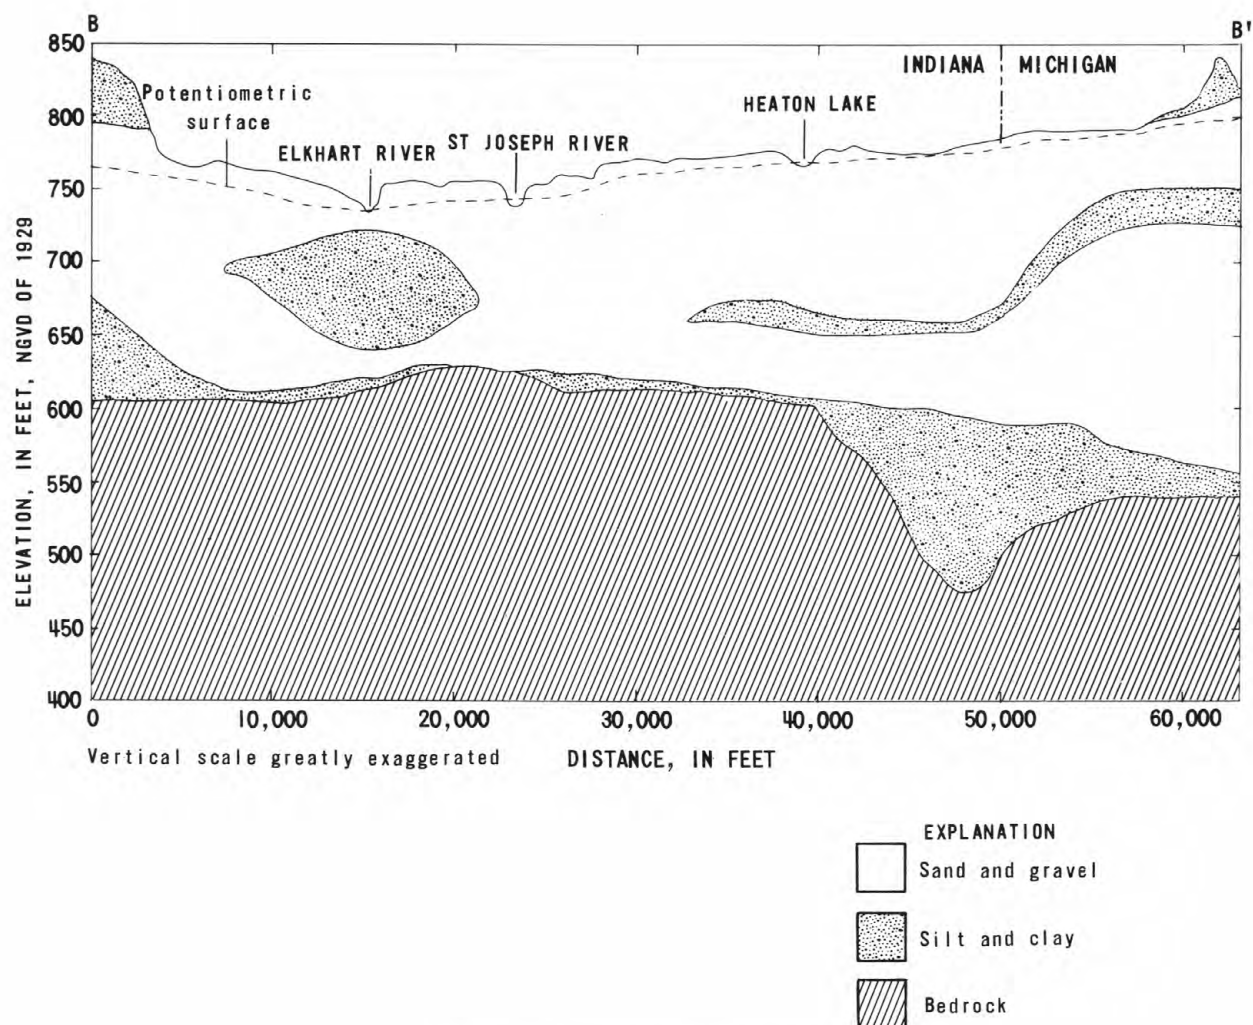 B
B'
850
800
750
700
650
600
550
500
450
400
ELEVATION, IN FEET, NGVD OF 1929
Potentiometric
surface
ELKHART RIVER
ST JOSEPH RIVER
HEATON LAKE
INDIANA
MICHIGAN
0
10,000
20,000
30,000
40,000
50,000
60,000
Vertical scale greatly exaggerated
DISTANCE, IN FEET
EXPLANATION
Sand and gravel
Silt and clay
Bedrock